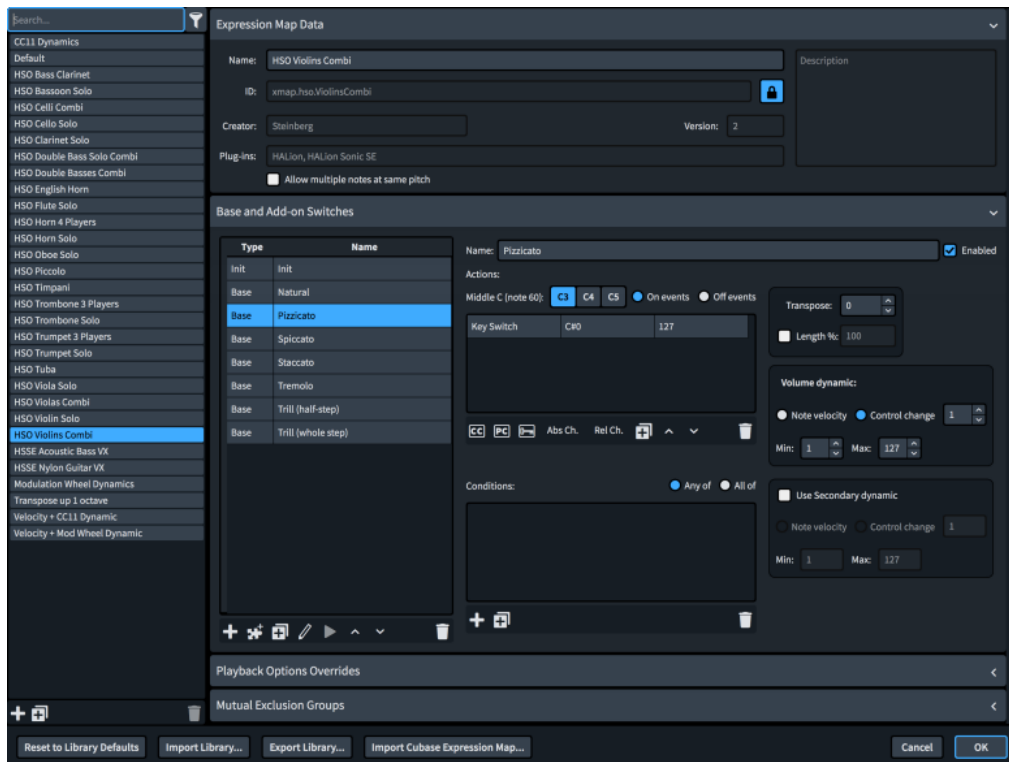 Search...
CC11 Dynamics
Default
HSO Bass Clarinet
HSO Bassoon Solo
HSO Celli Combi
HSO Cello Solo
HSO Clarinet Solo
HSO Double Bass Solo Combi
HSO Double Basses Combi
HSO English Horn
HSO Flute Solo
HSO Horn 4 Players
HSO Horn Solo
HSO Oboe Solo
HSO Piccolo
HSO Timpani
HSO Trombone 3 Players
HSO Trombone Solo
HSO Trumpet 3 Players
HSO Trumpet Solo
HSO Tuba
HSO Viola Solo
HSO Violas Combi
HSO Violin Solo
HSO Violins Combi
HSSE Acoustic Bass VX
HSSE Nylon Guitar VX
Modulation Wheel Dynamics
Transpose up 1 octave
Velocity + CC11 Dynamic
Velocity + Mod Wheel Dynamic
Expression Map Data
Name: HSO Violins Combi
Description
ID: xmap.hso.ViolinsCombi
Creator: Steinberg
Version: 2
Plug-ins: HALion, HALion Sonic SE
Allow multiple notes at same pitch
Base and Add-on Switches
Type Name
Init Init
Base Natural
Base Pizzicato
Base Spiccato
Base Staccato
Base Tremolo
Base Trill (half-step)
Base Trill (whole step)
Name: Pizzicato
Enabled
Actions:
Middle C (note 60): C3 C4 C5 On events Off events
Key Switch C#0 127
CC PC Abs Ch. Rel Ch.
Conditions: Any of All of
Transpose: 0
Length %: 100
Volume dynamic:
Note velocity Control change 1
Min: 1 Max: 127
Use Secondary dynamic
Note velocity Control change 1
Min: 1 Max: 127
Playback Options Overrides
Mutual Exclusion Groups
Reset to Library Defaults Import Library... Export Library... Import Cubase Expression Map... Cancel OK